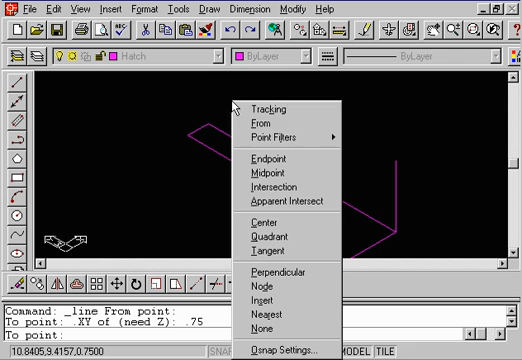 File Edit View Insert Format Tools Draw Dimension Modify Help
ABC
Hatch
ByLayer
ByLayer
Tracking
From
Point Filters
Endpoint
Midpoint
Intersection
Apparent Intersect
Center
Quadrant
Tangent
Perpendicular
Node
Insert
Nearest
None
Osnap Settings...
Command: _line From point:
To point: .XY of (need Z): .75
To point:
10.8405,9.4157,0.7500
MODEL TILE